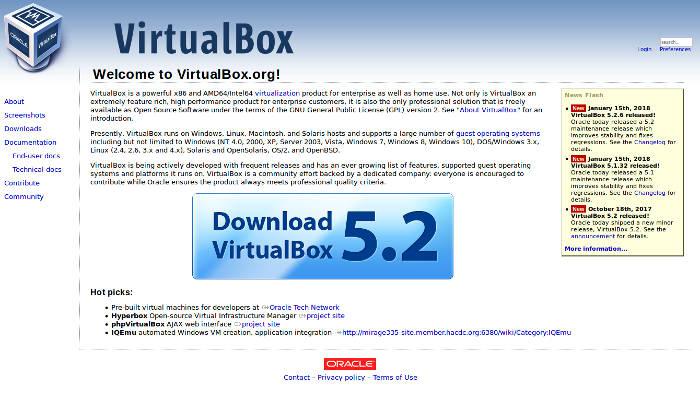 ORACLE
VirtualBox
VirtualBox
search...
Login Preferences
Welcome to VirtualBox.org!
About
Screenshots
Downloads
Documentation
End-user docs
Technical docs
Contribute
Community
VirtualBox is a powerful x86 and AMD64/Intel64 virtualization product for enterprise as well as home use. Not only is VirtualBox an
extremely feature rich, high performance product for enterprise customers, it is also the only professional solution that is freely
available as Open Source Software under the terms of the GNU General Public License (GPL) version 2. See "About VirtualBox" for an
introduction.
Presently, VirtualBox runs on Windows, Linux, Macintosh, and Solaris hosts and supports a large number of guest operating systems
including but not limited to Windows (NT 4.0, 2000, XP, Server 2003, Vista, Windows 7, Windows 8, Windows 10), DOS/Windows 3.x,
Linux (2.4, 2.6, 3.x and 4.x), Solaris and OpenSolaris, OS/2, and OpenBSD.
VirtualBox is being actively developed with frequent releases and has an ever growing list of features, supported guest operating
systems and platforms it runs on. VirtualBox is a community effort backed by a dedicated company: everyone is encouraged to
contribute while Oracle ensures the product always meets professional quality criteria.
Download
VirtualBox 5.2
Hot picks:
Pre-built virtual machines for developers at Oracle Tech Network
Hyperbox Open-source Virtual Infrastructure Manager project site
phpVirtualBox AJAX web interface project site
IQEmu automated Windows VM creation, application integration http://mirage335-site.member.hacdc.org:6380/wiki/Category:IQEmu
News Flash
New January 15th, 2018
VirtualBox 5.2.6 released!
Oracle today released a 5.2
maintenance release which
improves stability and fixes
regressions. See the Changelog for
details.
New January 15th, 2018
VirtualBox 5.1.32 released!
Oracle today released a 5.1
maintenance release which
improves stability and fixes
regressions. See the Changelog for
details.
New October 18th, 2017
VirtualBox 5.2 released!
Oracle today shipped a new minor
release, VirtualBox 5.2. See the
announcement for details.
More information...
ORACLE
Contact – Privacy policy – Terms of Use